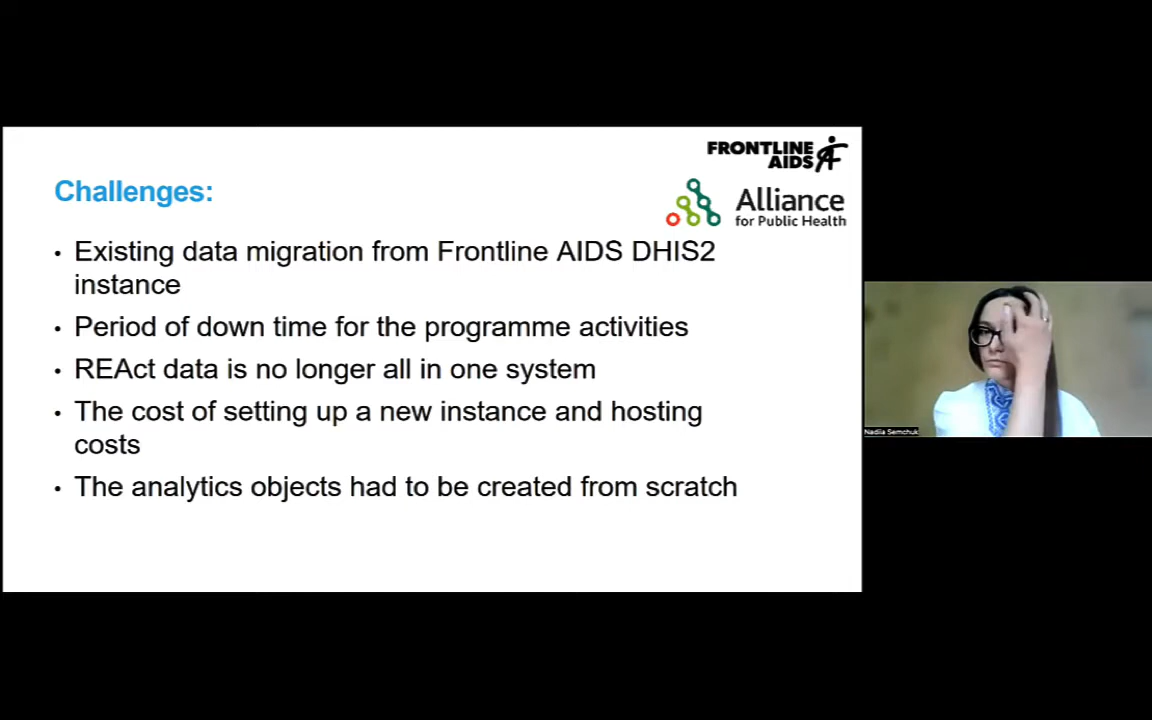 FRONTLINE
AIDS
Challenges:
Alliance
for Public Health
• Existing data migration from Frontline AIDS DHIS2
instance
• Period of down time for the programme activities
• REAct data is no longer all in one system
• The cost of setting up a new instance and hosting
costs
• The analytics objects had to be created from scratch
Nadiia Semchuk